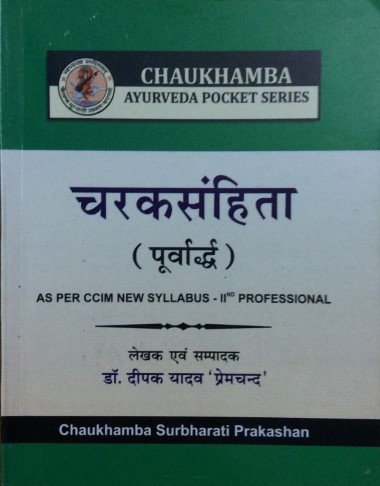 CHAUKHAMBA
AYURVEDA POCKET SERIES
चरकसंहिता
( पूर्वार्द्ध )
AS PER CCIM NEW SYLLABUS - IIND PROFESSIONAL
लेखक एवं सम्पादक
डॉ. दीपक यादव 'प्रेमचन्द'
Chaukhamba Surbharati Prakashan